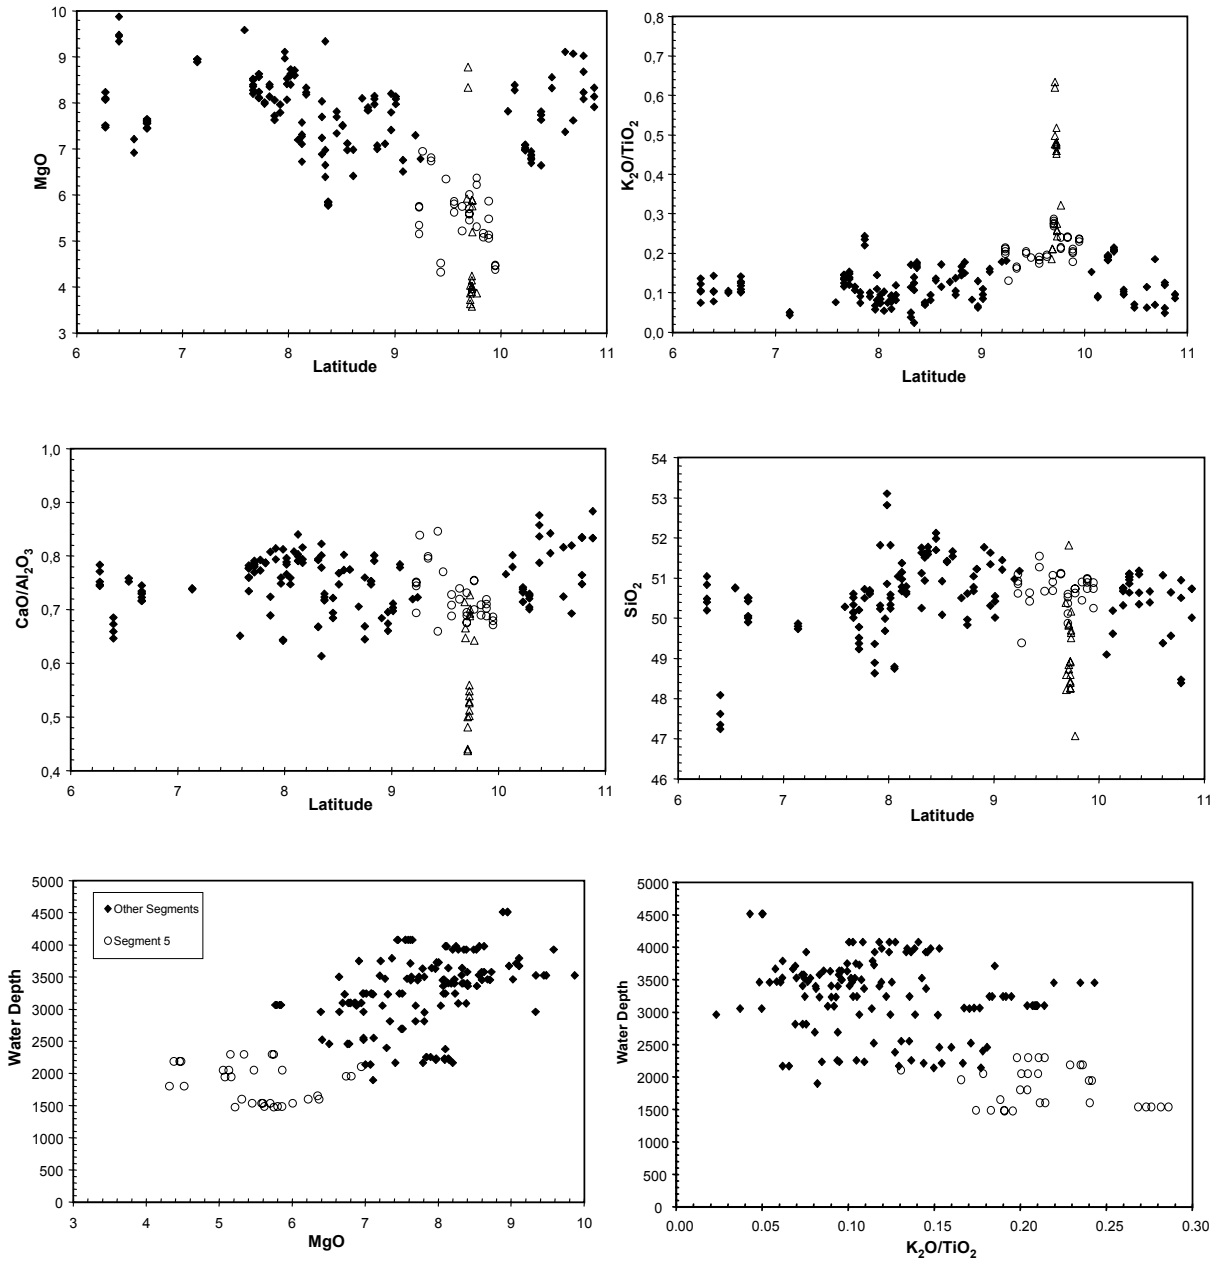 10
9
8
7
6
5
4
3
MgO
6 7 8 9 10 11
Latitude
0,8
0,7
0,6
0,5
0,4
0,3
0,2
0,1
0,0
K2O/TiO2
6 7 8 9 10 11
Latitude
1,0
0,9
0,8
0,7
0,6
0,5
0,4
CaO/Al2O3
6 7 8 9 10 11
Latitude
54
53
52
51
50
49
48
47
46
SiO2
6 7 8 9 10 11
Latitude
5000
4500
4000
3500
3000
2500
2000
1500
1000
500
0
Water Depth
Other Segments
Segment 5
3 4 5 6 7 8 9 10
MgO
5000
4500
4000
3500
3000
2500
2000
1500
1000
500
0
Water Depth
0.00 0.05 0.10 0.15 0.20 0.25 0.30
K2O/TiO2